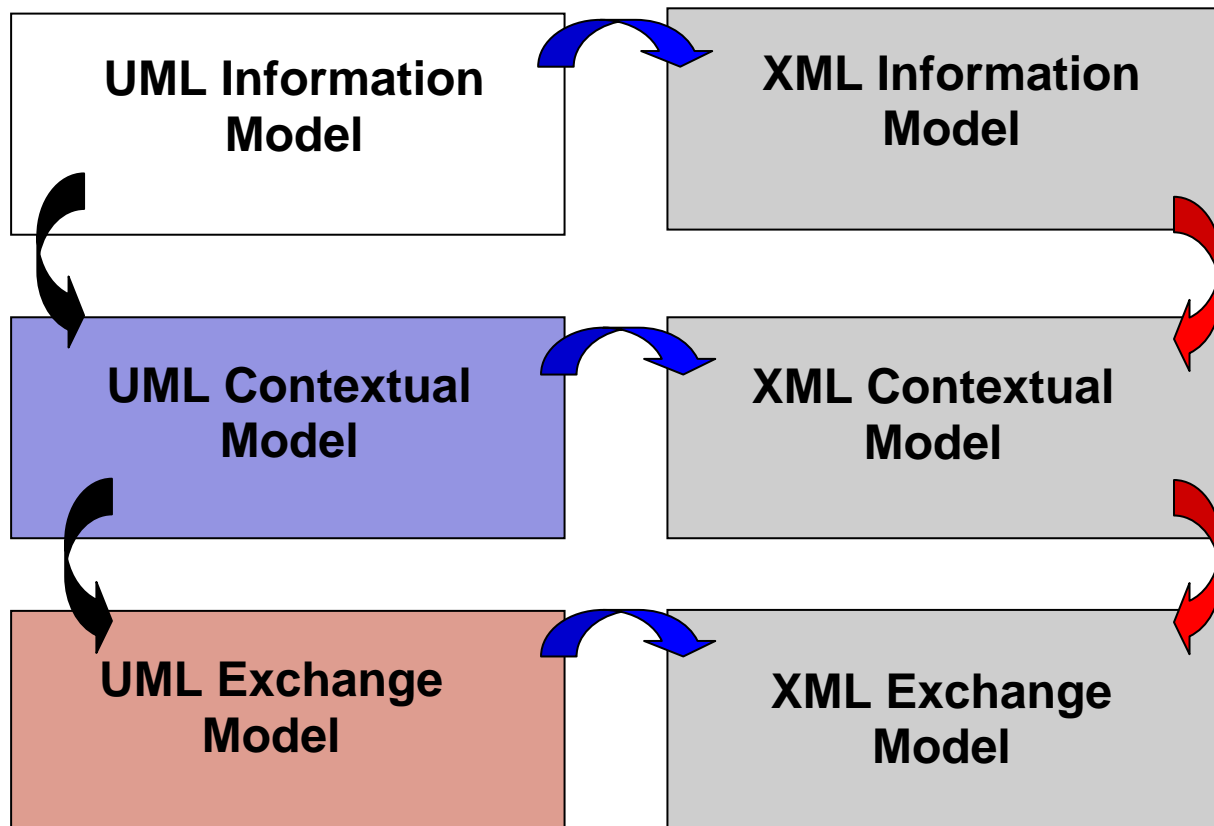 UML Information
Model
XML Information
Model
UML Contextual
Model
XML Contextual
Model
UML Exchange
Model
XML Exchange
Model